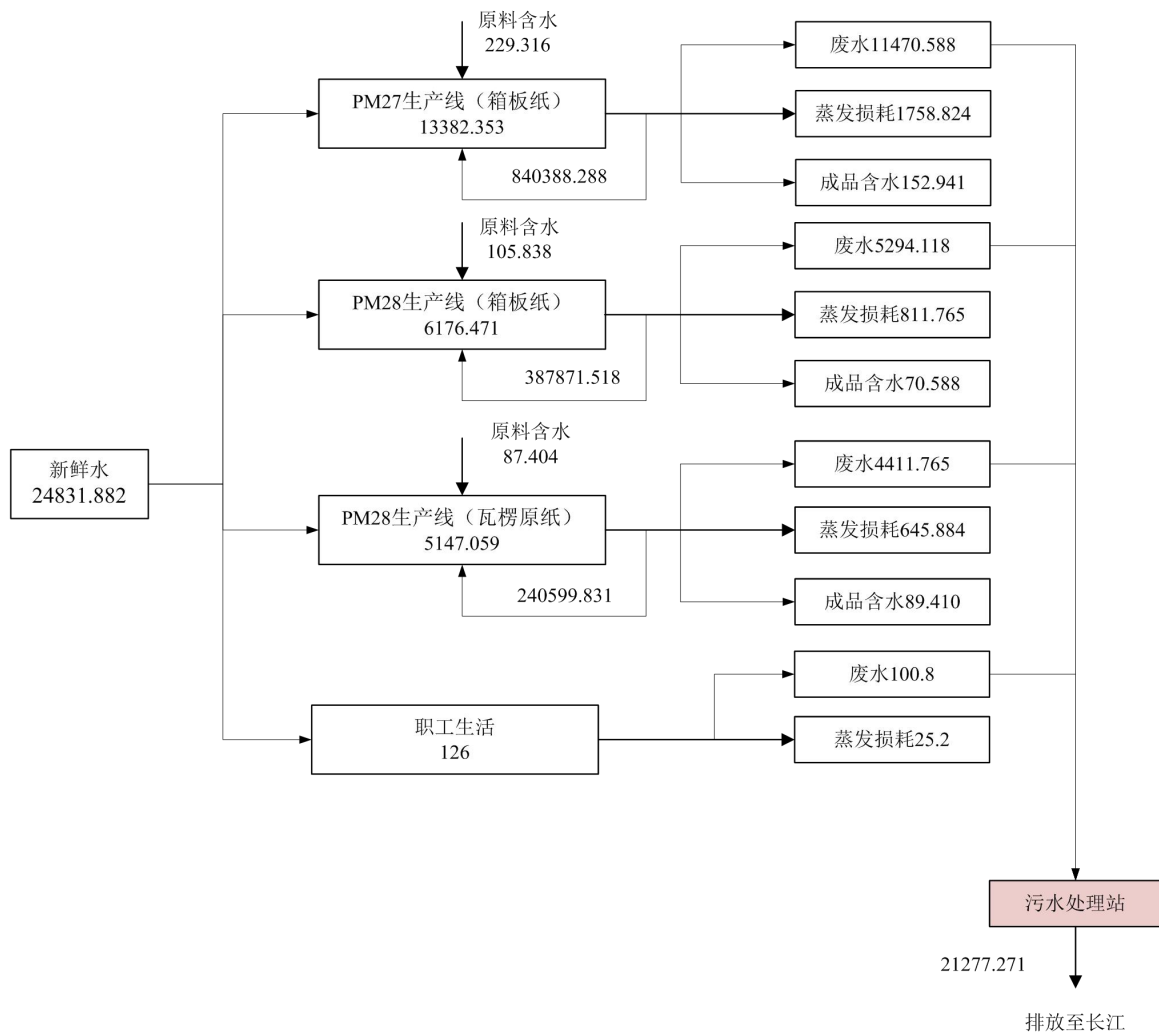 原料含水
229.316
PM27生产线（箱板纸）
13382.353
840388.288
废水11470.588
蒸发损耗1758.824
成品含水152.941
原料含水
105.838
PM28生产线（箱板纸）
6176.471
387871.518
废水5294.118
蒸发损耗811.765
成品含水70.588
新鲜水
24831.882
原料含水
87.404
PM28生产线（瓦楞原纸）
5147.059
240599.831
废水4411.765
蒸发损耗645.884
成品含水89.410
职工生活
126
废水100.8
蒸发损耗25.2
污水处理站
21277.271
排放至长江